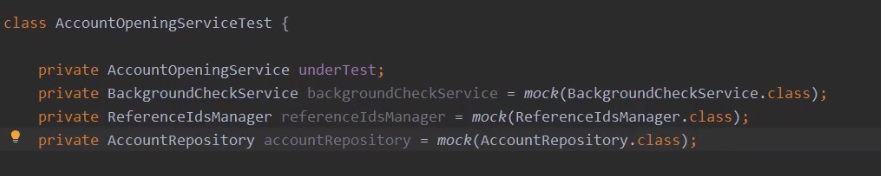 class AccountOpeningServiceTest {
private AccountOpeningService underTest;
private BackgroundCheckService backgroundCheckService = mock(BackgroundCheckService.class);
private ReferenceIdsManager referenceIdsManager = mock(ReferenceIdsManager.class);
private AccountRepository accountRepository = mock(AccountRepository.class);